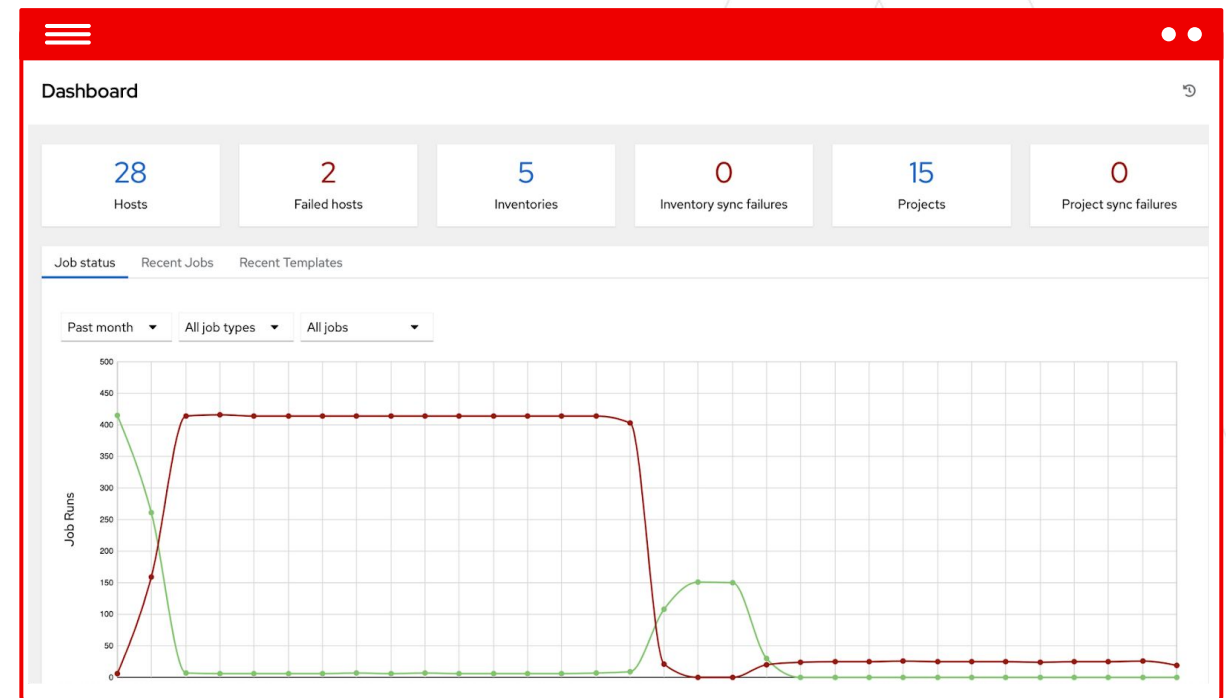 Dashboard
28
Hosts
2
Failed hosts
5
Inventories
0
Inventory sync failures
15
Projects
0
Project sync failures
Job status Recent Jobs Recent Templates
Past month All job types All jobs
500
450
400
350
300
250
200
150
100
50
0
Job Runs